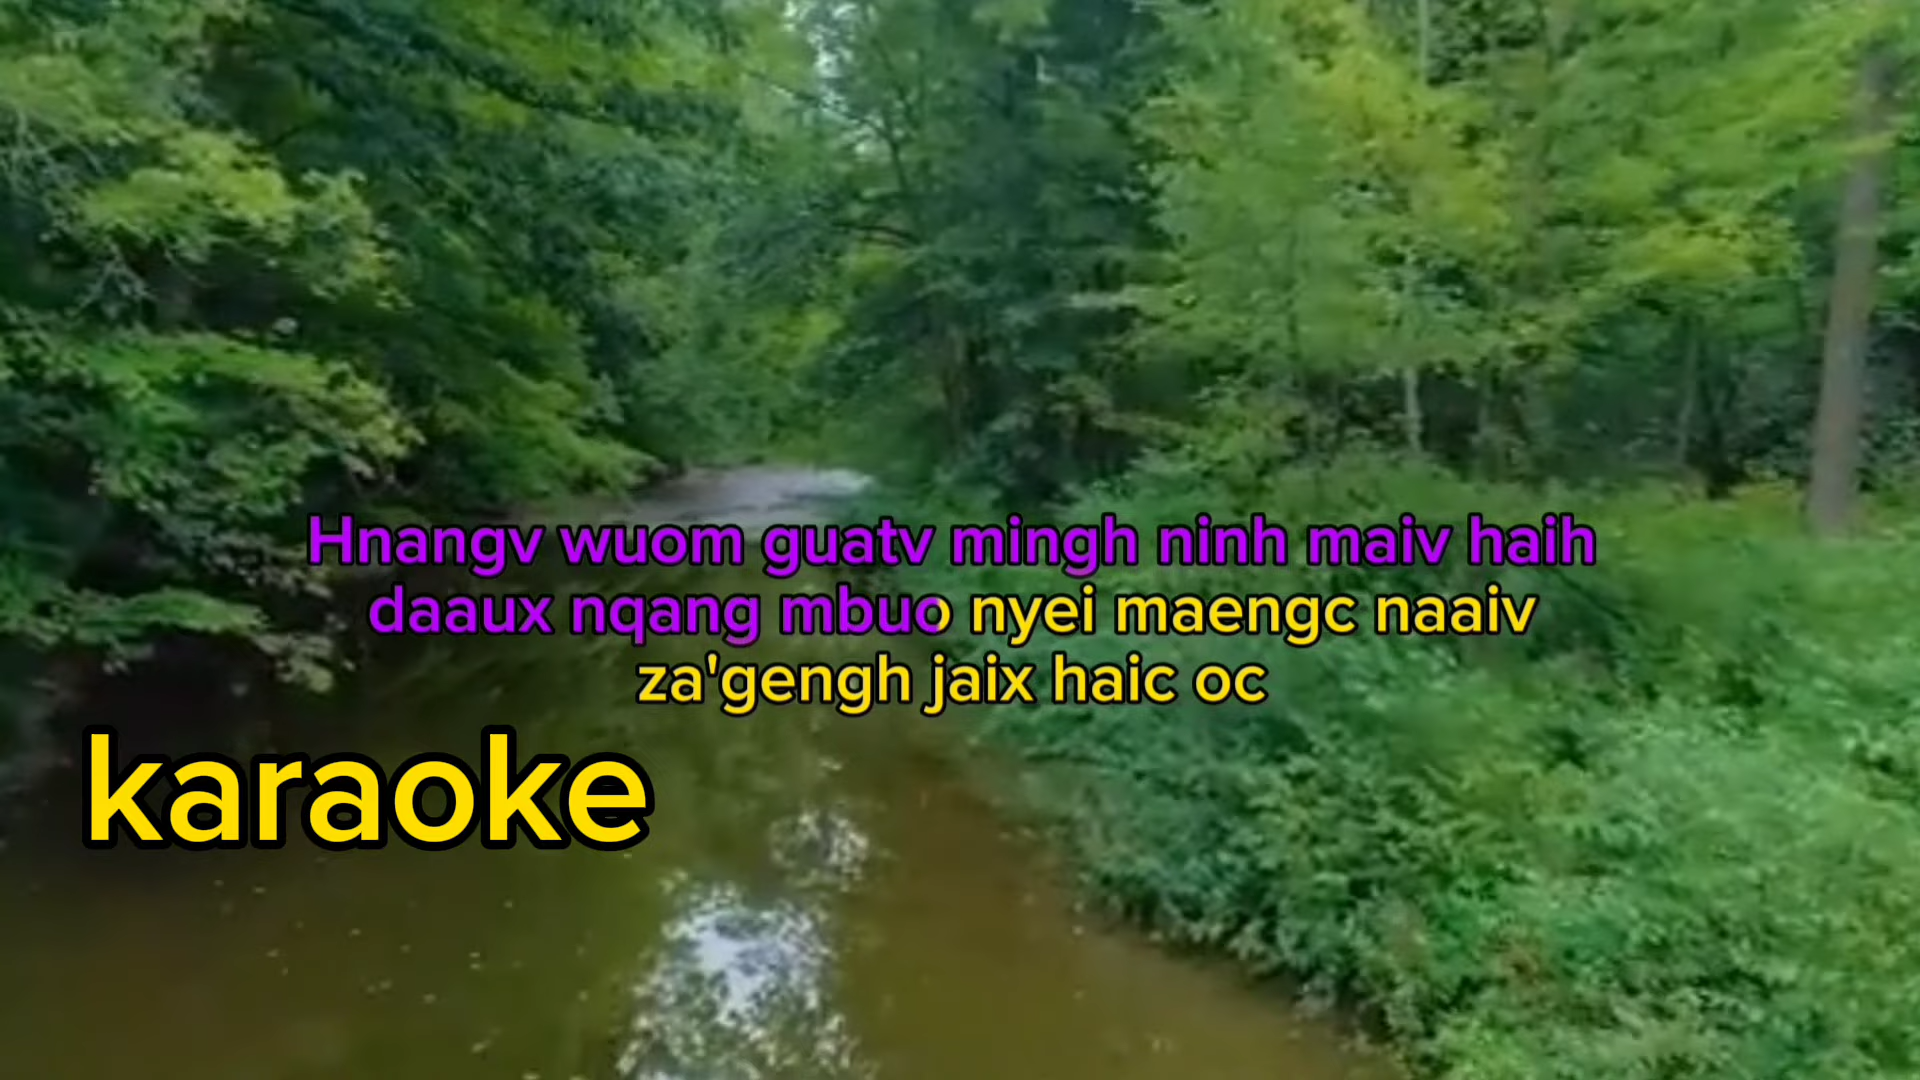 Hnangv wuom guatv mingh ninh maiv haih
daaux nqang mbuo nyei maengc naaiv
za'gengh jaix haic oc
karaoke